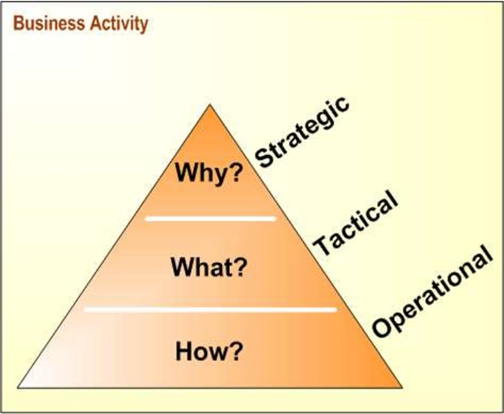 Business Activity
Why?
Strategic
What?
Tactical
How?
Operational